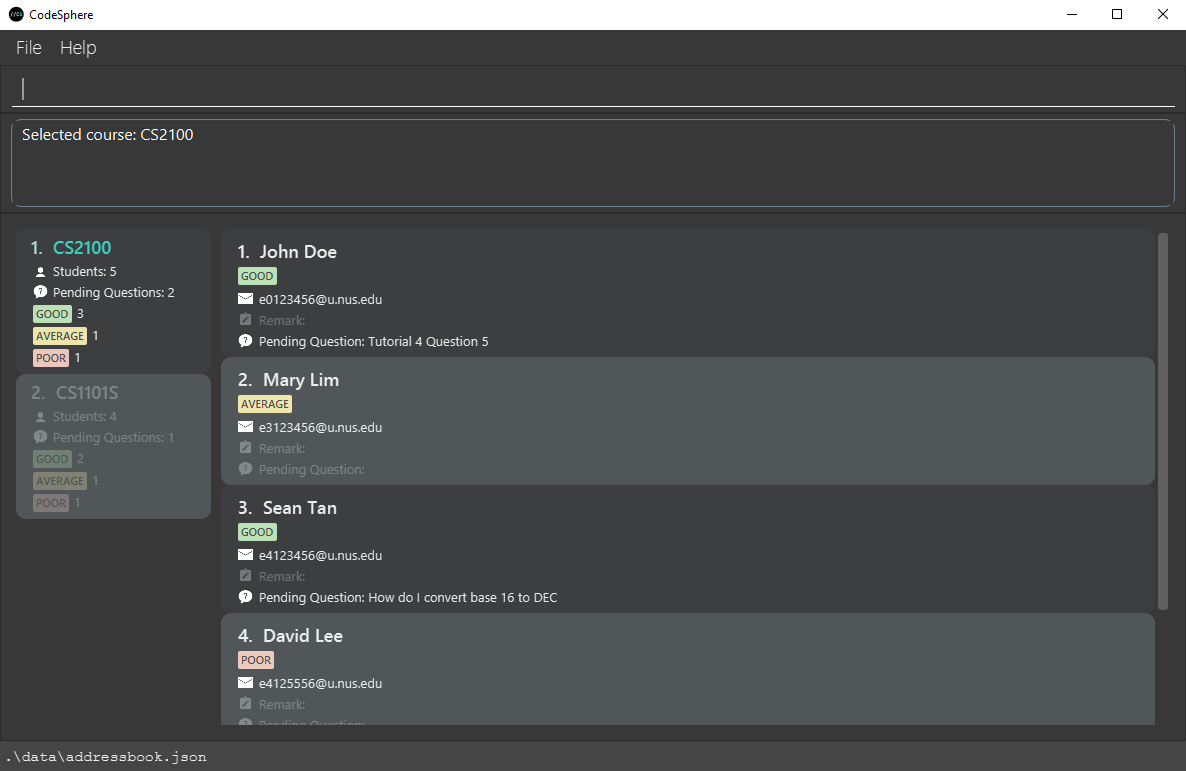 CodeSphere
File Help
Selected course: CS2100
1. CS2100
Students: 5
Pending Questions: 2
GOOD 3
AVERAGE 1
POOR 1
2. CS1101S
Students: 4
Pending Questions: 1
GOOD 2
AVERAGE 1
POOR 1
1. John Doe
GOOD
e0123456@u.nus.edu
Remark:
Pending Question: Tutorial 4 Question 5
2. Mary Lim
AVERAGE
e3123456@u.nus.edu
Remark:
Pending Question:
3. Sean Tan
GOOD
e4123456@u.nus.edu
Remark:
Pending Question: How do I convert base 16 to DEC
4. David Lee
POOR
e4125556@u.nus.edu
Remark:
Pending Question:
.\data\addressbook.json